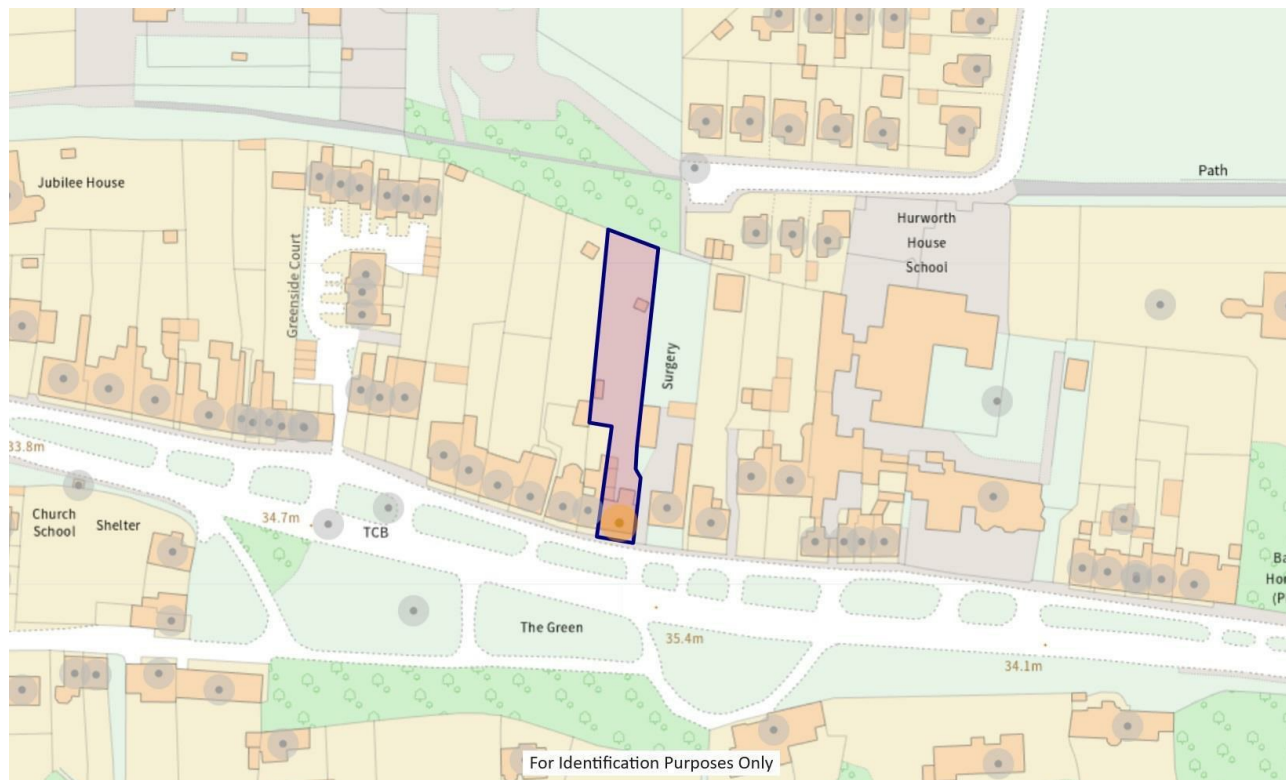 Jubilee House
Path
Hurworth
House
School
Greenside Court
Surgery
33.8m
Church
School
Shelter
34.7m
TCB
The Green
35.4m
34.1m
For Identification Purposes Only